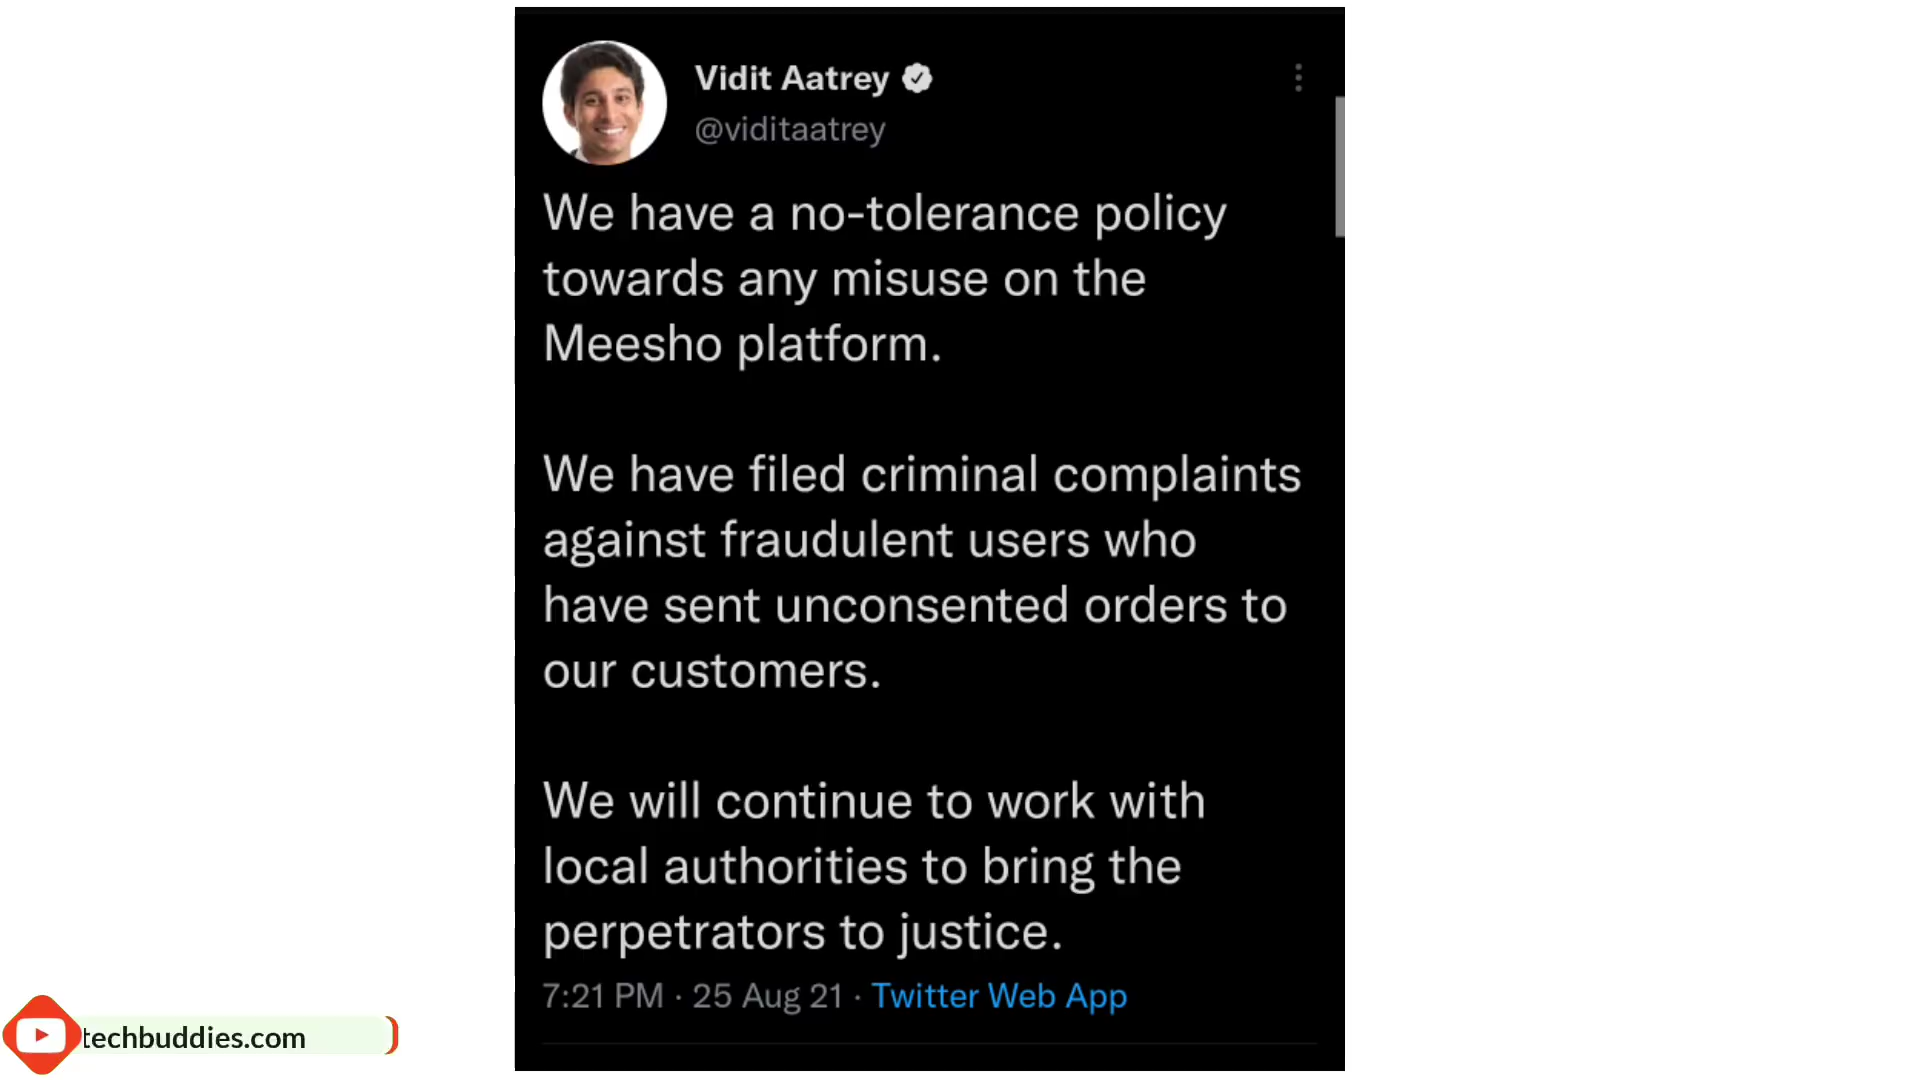 Vidit Aatrey
@viditaatrey
We have a no-tolerance policy
towards any misuse on the
Meesho platform.
We have filed criminal complaints
against fraudulent users who
have sent unconsented orders to
our customers.
We will continue to work with
local authorities to bring the
perpetrators to justice.
7:21 PM · 25 Aug 21 · Twitter Web App
techbuddies.com